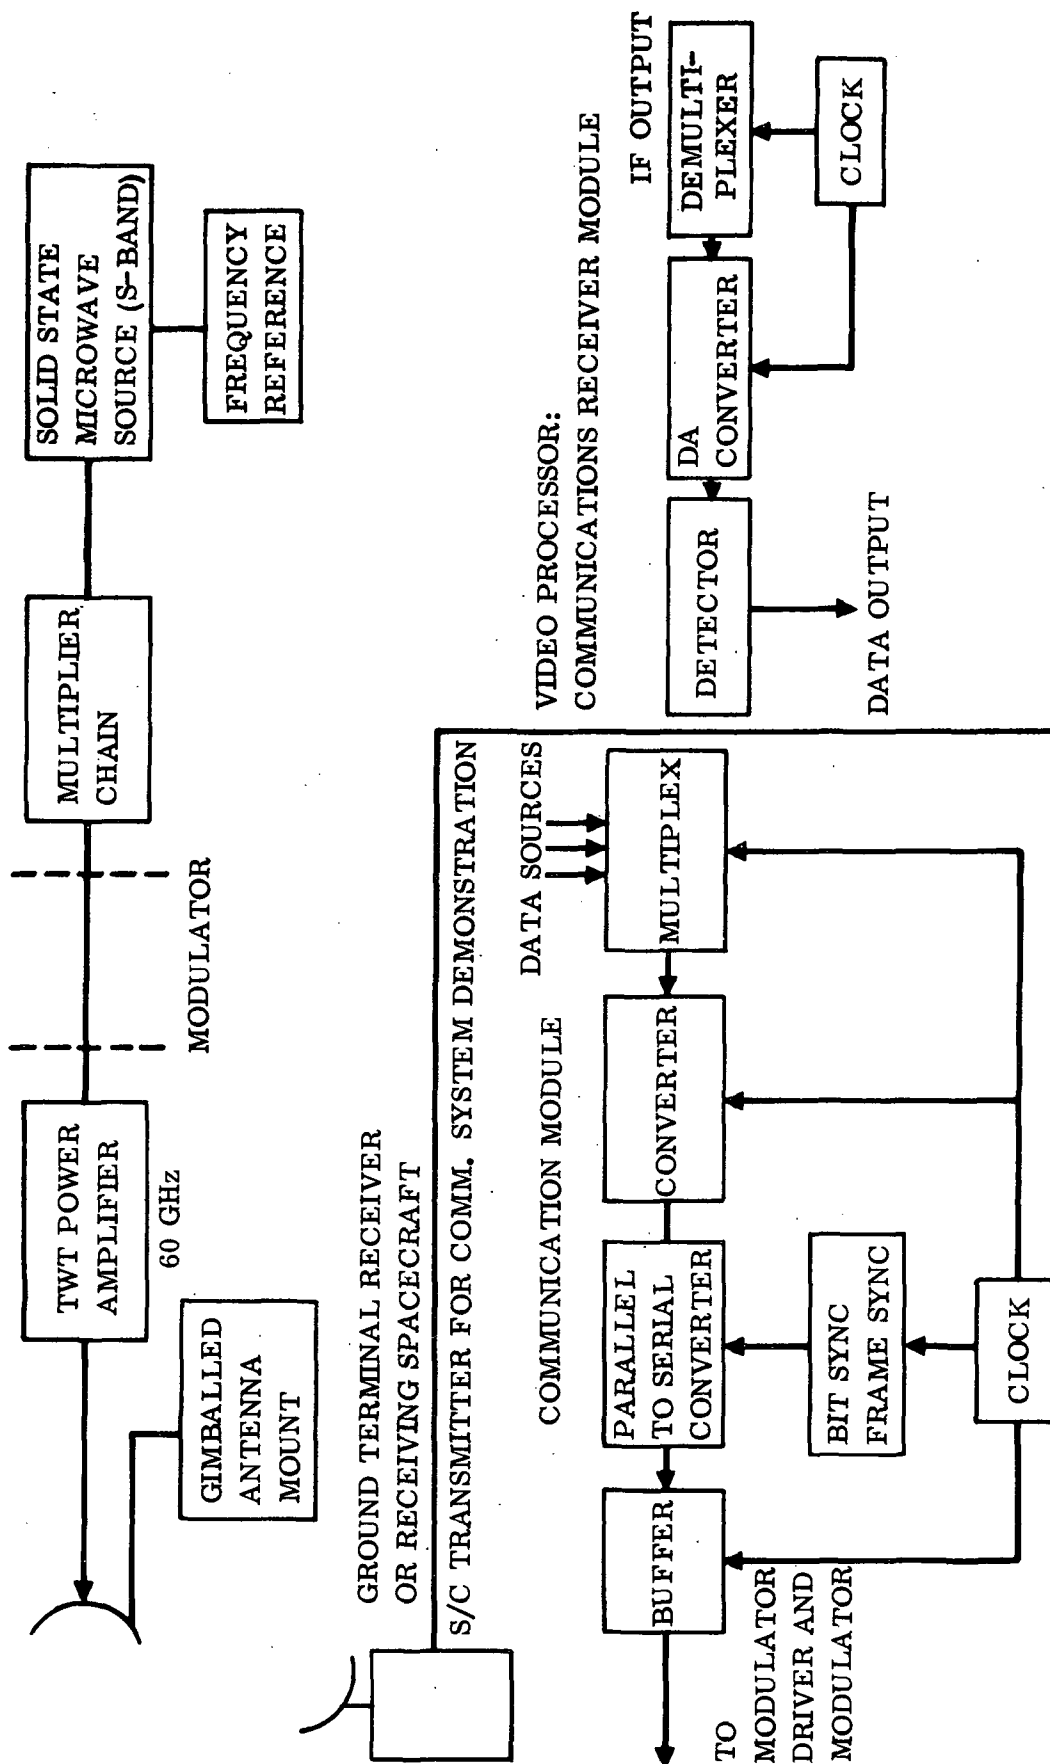 SOLID STATE
MICROWAVE
SOURCE (S-BAND)
FREQUENCY
REFERENCE
MULTIPLIER
CHAIN
MODULATOR
TWT POWER
AMPLIFIER
60 GHz
GIMBALLED
ANTENNA
MOUNT
GROUND TERMINAL RECEIVER
OR RECEIVING SPACECRAFT
S/C TRANSMITTER FOR COMM. SYSTEM DEMONSTRATION
VIDEO PROCESSOR:
COMMUNICATIONS RECEIVER MODULE
IF OUTPUT
DEMULTI-
PLEXER
CLOCK
DA
CONVERTER
DETECTOR
DATA OUTPUT
COMMUNICATION MODULE
DATA SOURCES
MULTIPLEX
CONVERTER
PARALLEL
TO SERIAL
CONVERTER
BIT SYNC
FRAME SYNC
CLOCK
BUFFER
TO
MODULATOR
DRIVER AND
MODULATOR